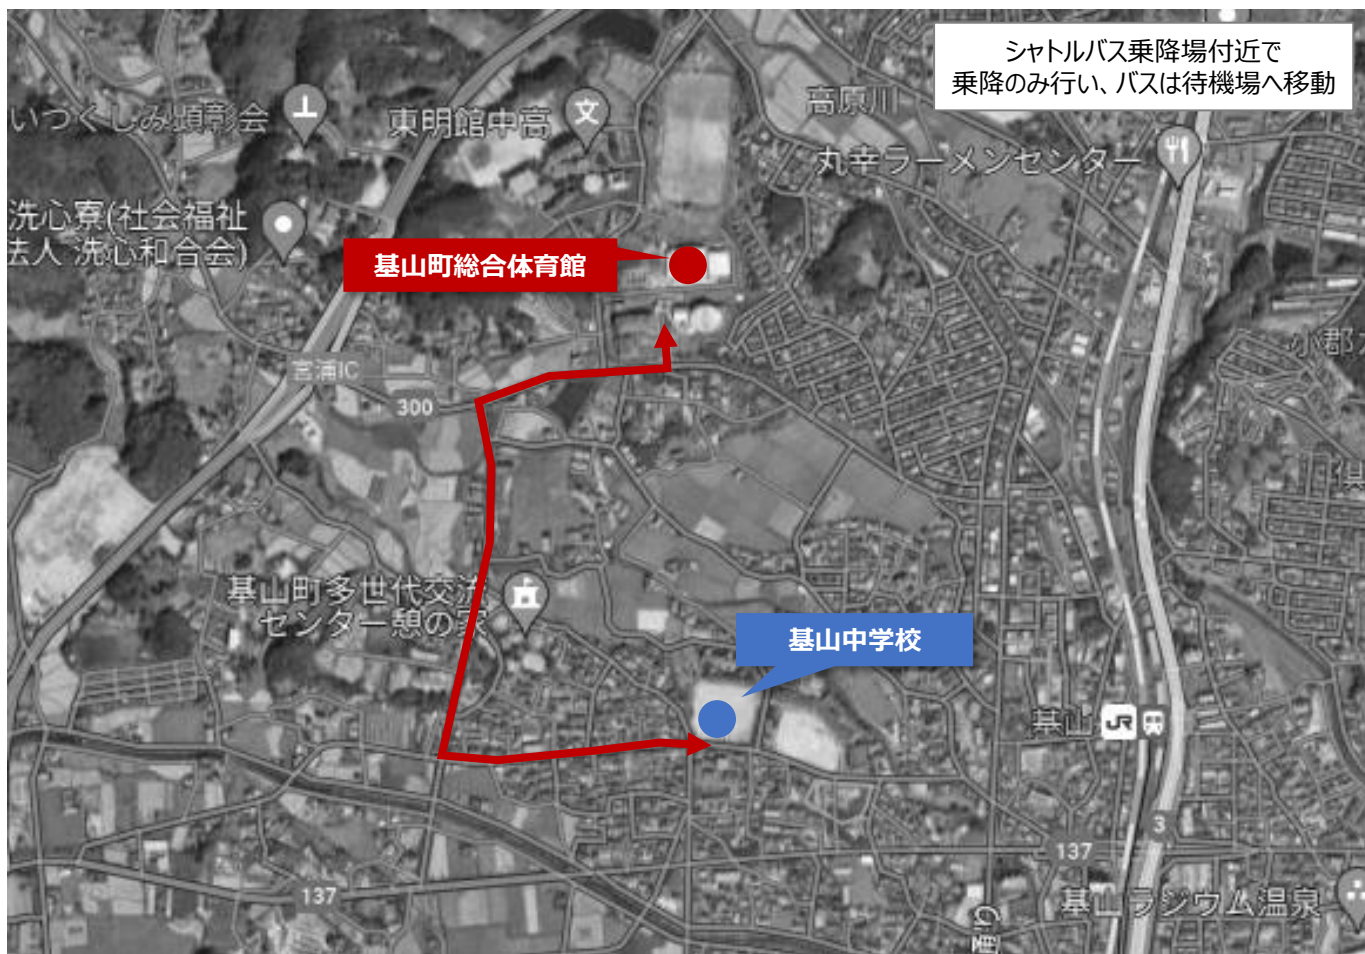 シャトルバス乗降場付近で
乗降のみ行い、バスは待機場へ移動
いつくしみ顕彰会
東明館中高
文
高原川
丸幸ラーメンセンター
洗心寮(社会福祉
法人 洗心和合会)
基山町総合体育館
小郡
宮浦IC
300
基山町多世代交流
センター憩の家
基山中学校
基山
JR
3
137
137
基山ラジウム温泉